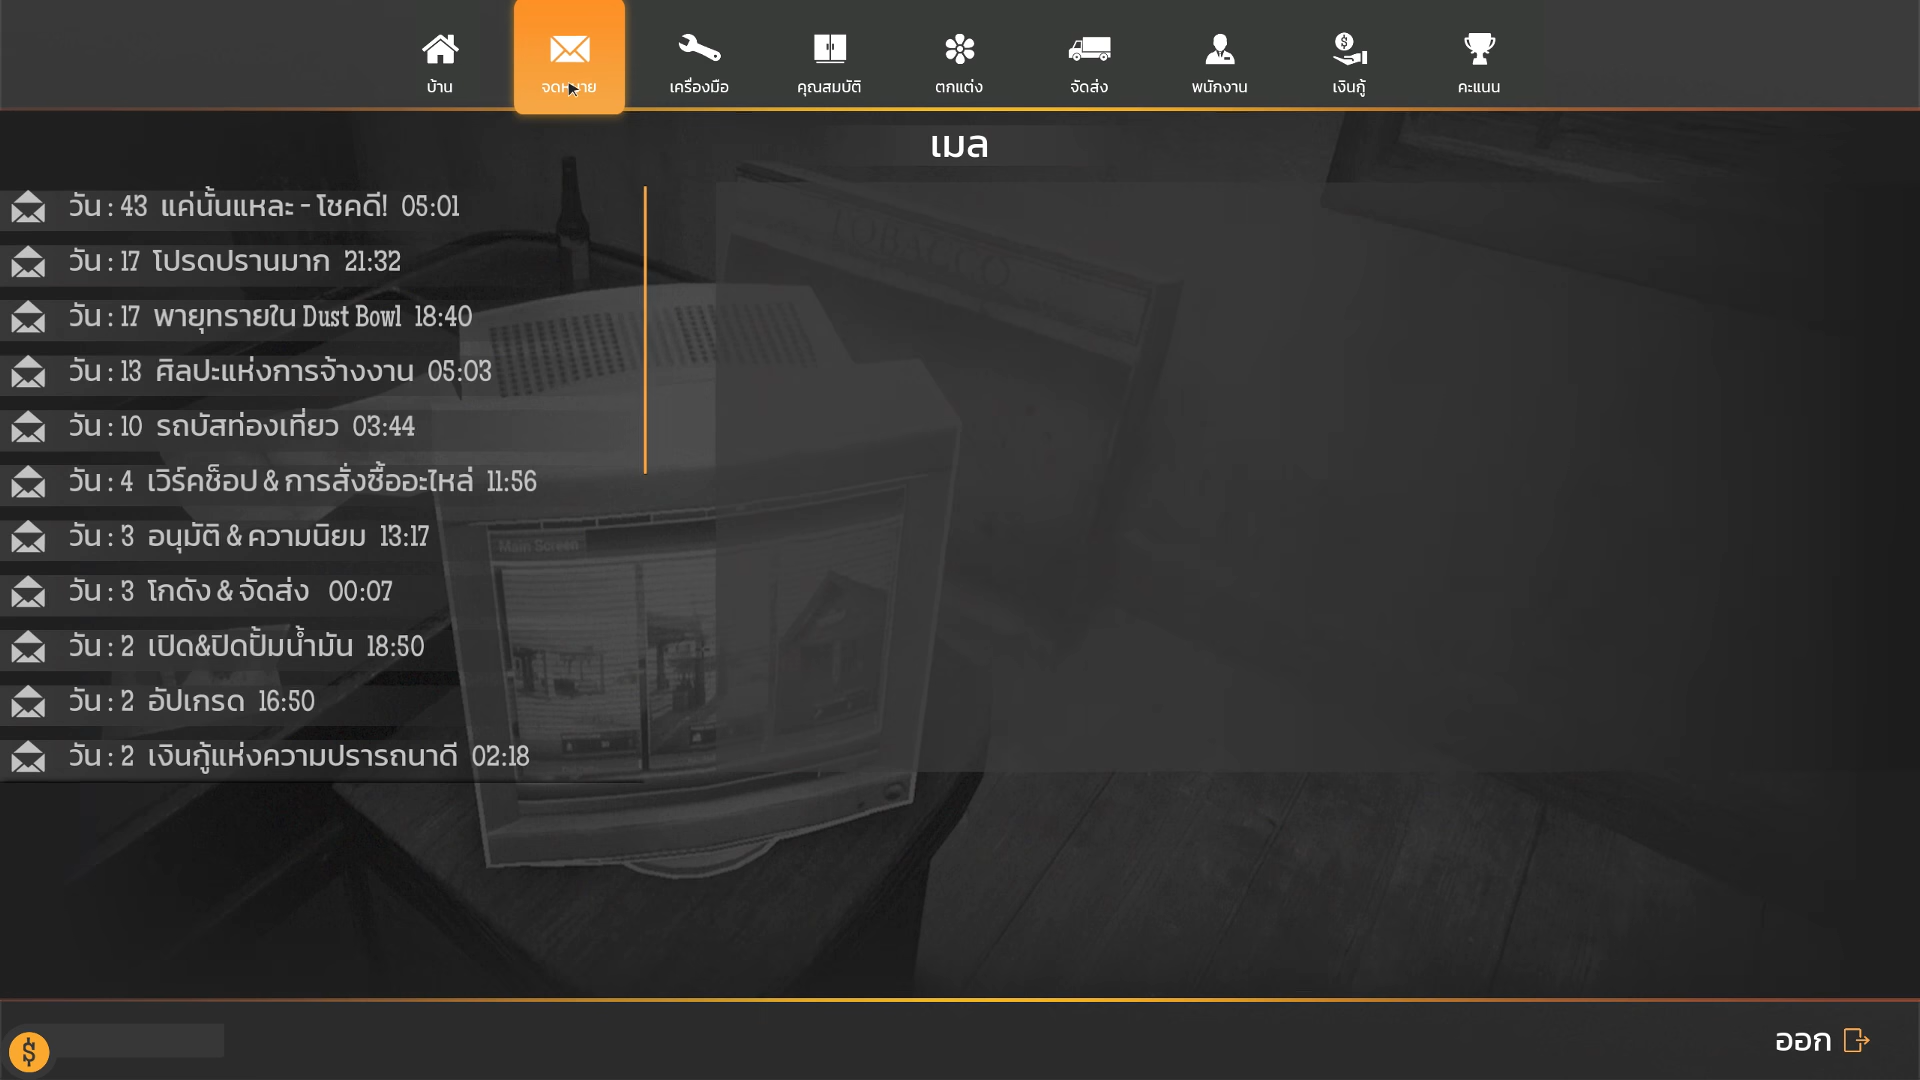 บ้าน
จดหมาย
เครื่องมือ
คุณสมบัติ
ตกแต่ง
จัดส่ง
พนักงาน
เงินกู้
คะแนน
เมล
วัน : 43 แค่นั้นแหละ - โชคดี! 05:01
วัน : 17 โปรดปรานมาก 21:32
วัน : 17 พายุทรายใน Dust Bowl 18:40
วัน : 13 ศิลปะแห่งการจ้างงาน 05:03
วัน : 10 รถบัสท่องเที่ยว 03:44
วัน : 4 เวิร์คช็อป & การสั่งซื้ออะไหล่ 11:56
วัน : 3 อนุมัติ & ความนิยม 13:17
วัน : 3 โกดัง & จัดส่ง 00:07
วัน : 2 เปิด&ปิดปั้มน้ำมัน 18:50
วัน : 2 อัปเกรด 16:50
วัน : 2 เงินกู้แห่งความปรารถนาดี 02:18
TOBACCO
Main Screen
ออก